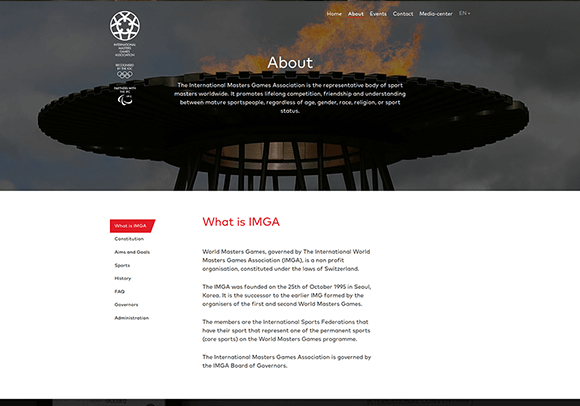 Home About Events Contact Media-center EN
INTERNATIONAL
MASTERS
GAMES
ASSOCIATION
RECOGNISED
BY THE IOC
PARTNERS WITH
THE IPC
About
The International Masters Games Association is the representative body of sport
masters worldwide. It promotes lifelong competition, friendship and understanding
between mature sportspeople, regardless of age, gender, race, religion, or sport
status.
What is IMGA
Constitution
Aims and Goals
Sports
History
FAQ
Governors
Administration
What is IMGA
World Masters Games, governed by The International World
Masters Games Association (IMGA), is a non profit
organisation, constituted under the laws of Switzerland.
The IMGA was founded on the 25th of October 1995 in Seoul,
Korea. It is the successor to the earlier IMG formed by the
organisers of the first and second World Masters Games.
The members are the International Sports Federations that
have their sport that represent one of the permanent sports
(core sports) on the World Masters Games programme.
The International Masters Games Association is governed by
the IMGA Board of Governors.